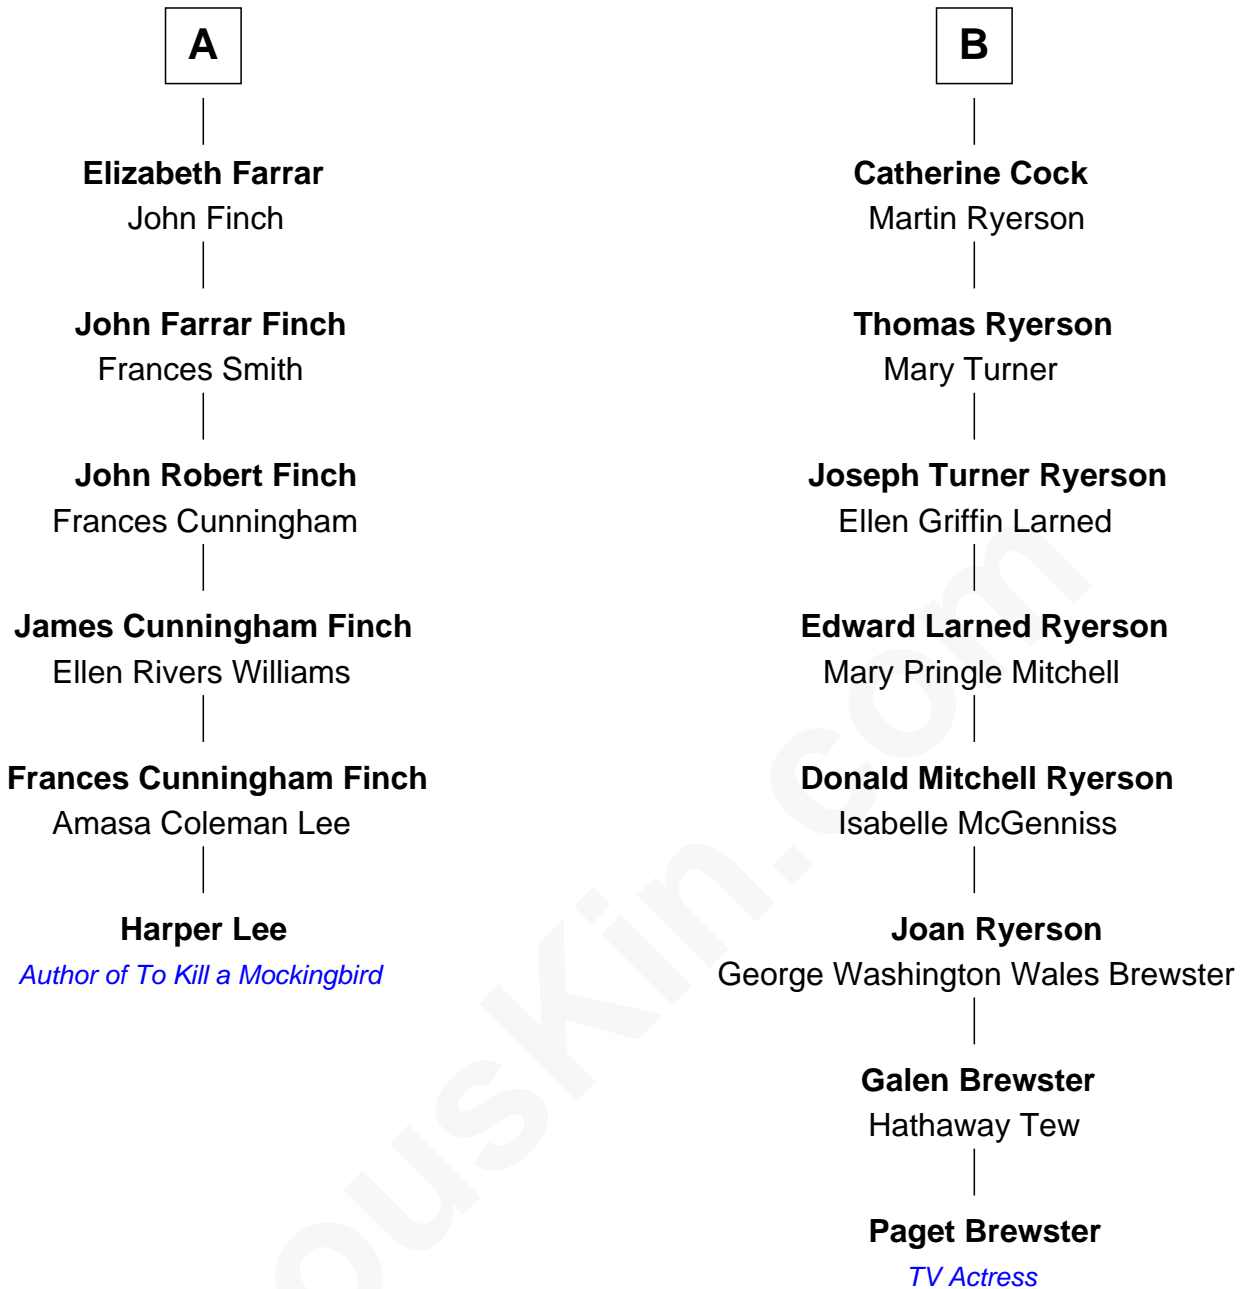 A
Elizabeth Farrar
John Finch
John Farrar Finch
Frances Smith
John Robert Finch
Frances Cunningham
James Cunningham Finch
Ellen Rivers Williams
Frances Cunningham Finch
Amasa Coleman Lee
Harper Lee
Author of To Kill a Mockingbird
B
Catherine Cock
Martin Ryerson
Thomas Ryerson
Mary Turner
Joseph Turner Ryerson
Ellen Griffin Larned
Edward Larned Ryerson
Mary Pringle Mitchell
Donald Mitchell Ryerson
Isabelle McGenniss
Joan Ryerson
George Washington Wales Brewster
Galen Brewster
Hathaway Tew
Paget Brewster
TV Actress
ousKin.com